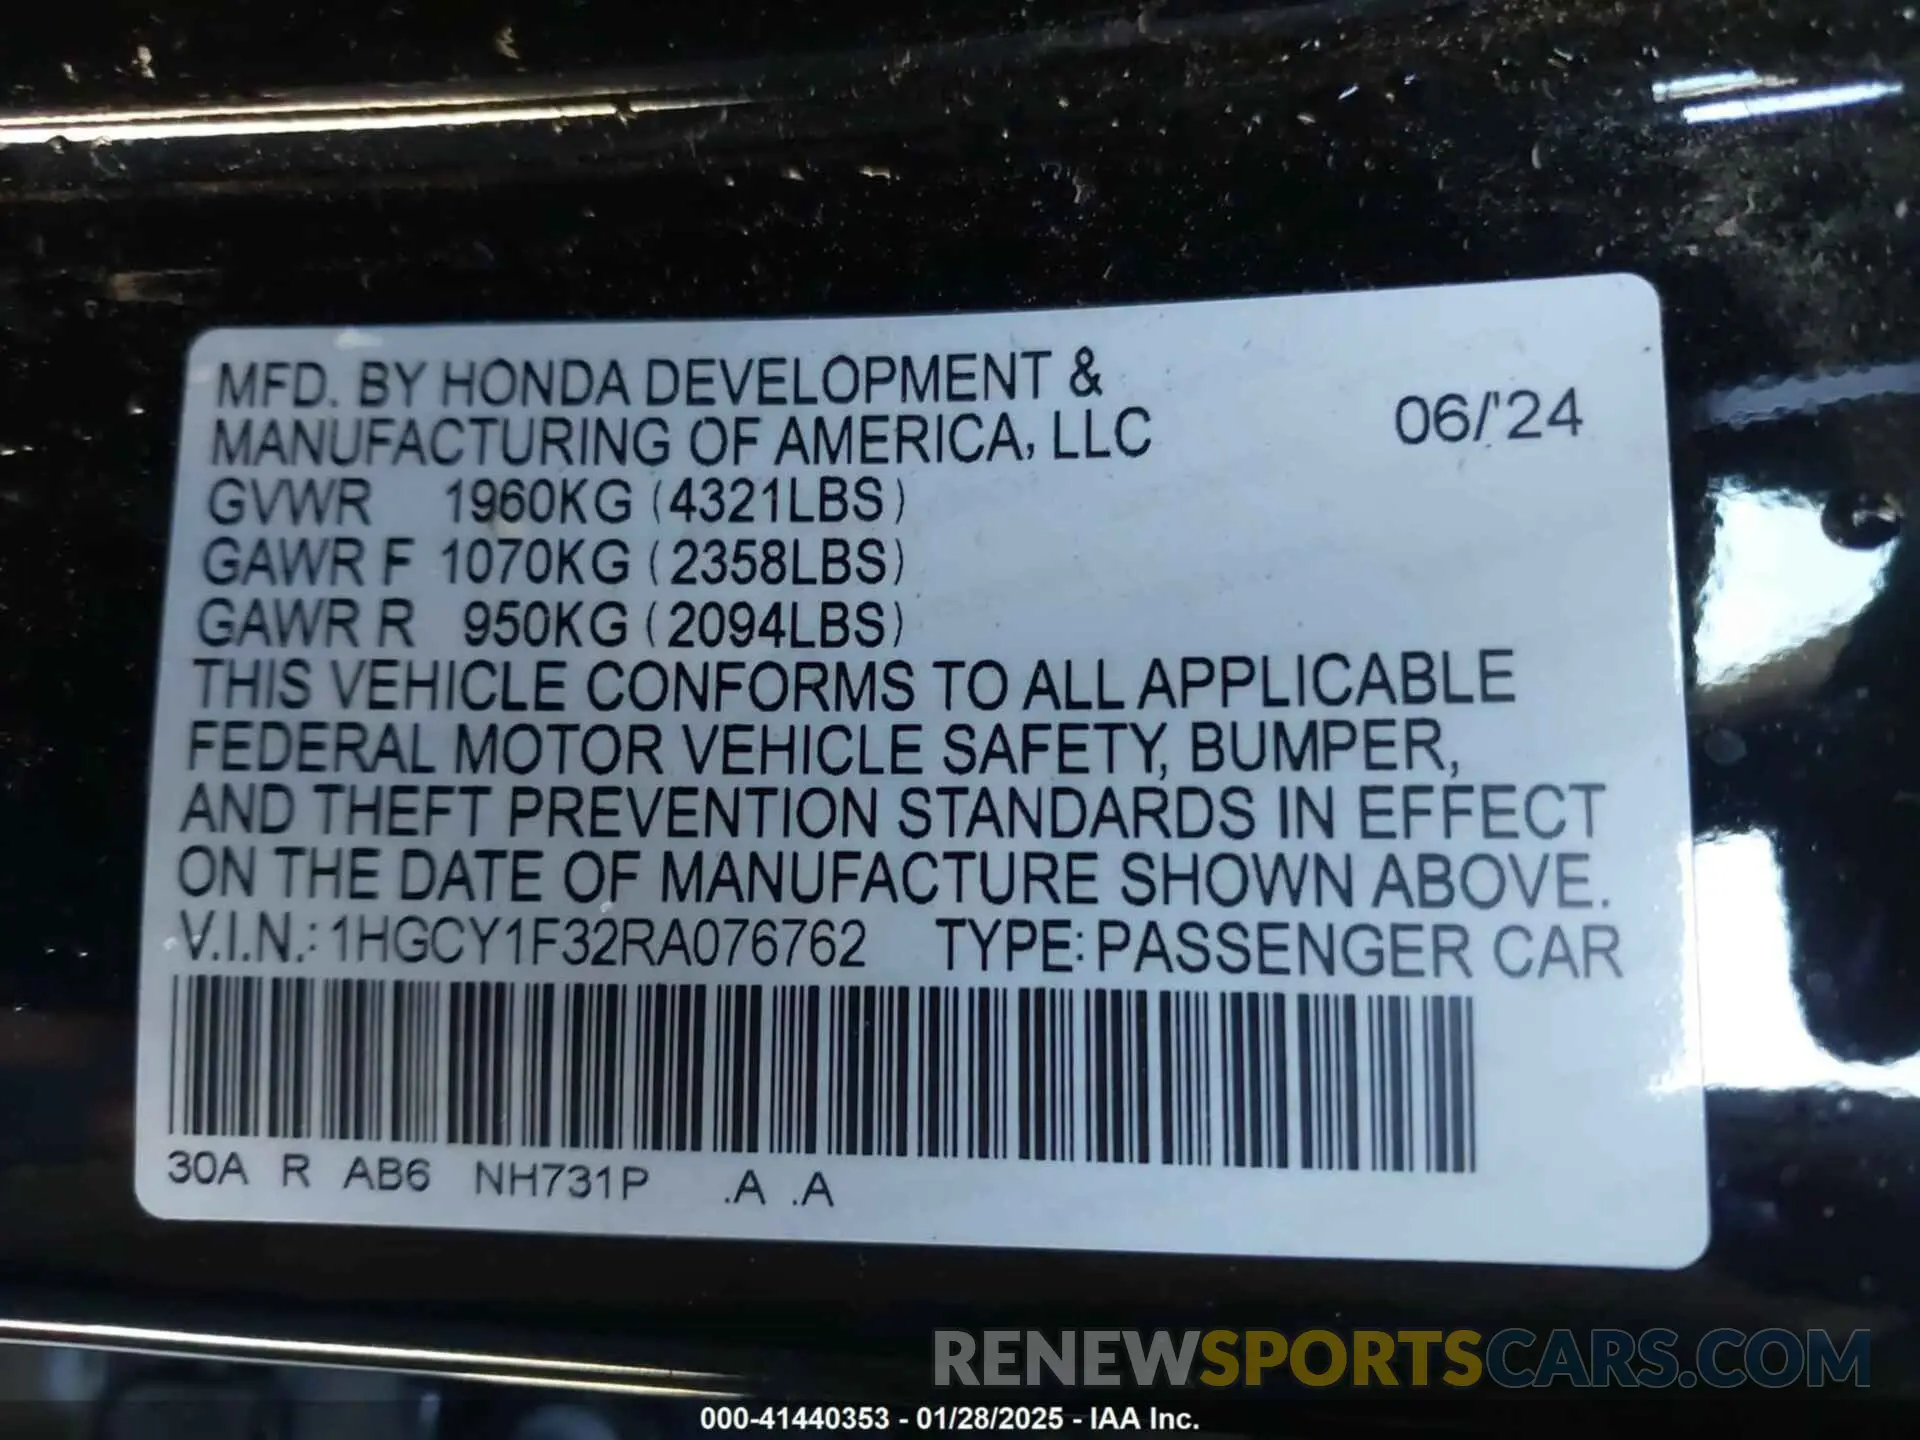 MFD. BY HONDA DEVELOPMENT &
MANUFACTURING OF AMERICA, LLC
06/'24
GVWR 1960KG (4321LBS)
GAWR F 1070KG (2358LBS)
GAWR R 950KG (2094LBS)
THIS VEHICLE CONFORMS TO ALL APPLICABLE
FEDERAL MOTOR VEHICLE SAFETY, BUMPER,
AND THEFT PREVENTION STANDARDS IN EFFECT
ON THE DATE OF MANUFACTURE SHOWN ABOVE.
V.I.N.: 1HGCY1F32RA076762 TYPE: PASSENGER CAR
30A R AB6 NH731P .A .A
RENEWSPORTSCARS.COM
000-41440353 - 01/28/2025 - IAA Inc.